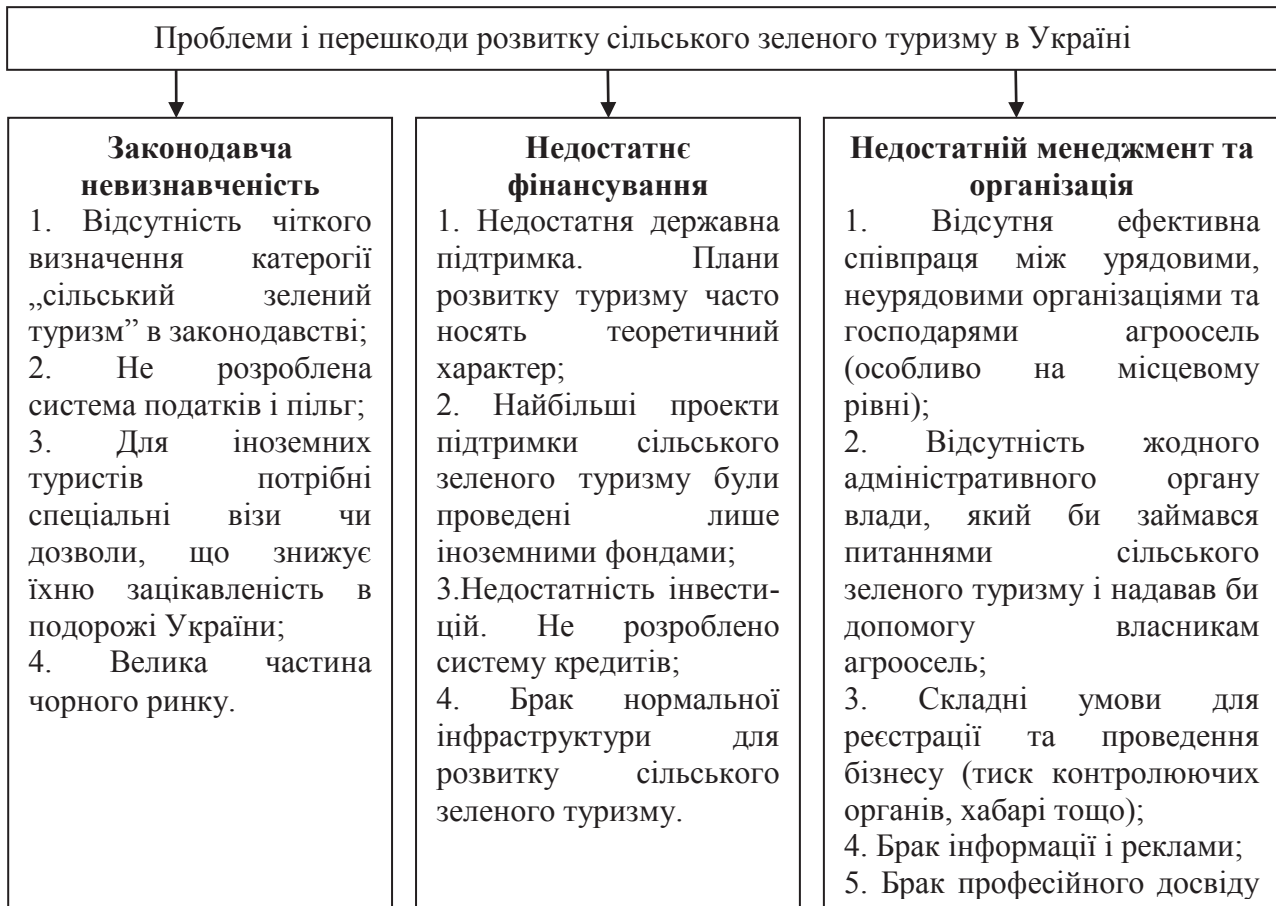 Проблеми і перешкоди розвитку сільського зеленого туризму в Україні
Законодавча
невизнавченість
1. Відсутність чіткого
визначення катерогії
„сільський зелений
туризм” в законодавстві;
2. Не розроблена
система податків і пільг;
3. Для іноземних
туристів потрібні
спеціальні візи чи
дозволи, що знижує
їхню зацікавленість в
подорожі України;
4. Велика частина
чорного ринку.
Недостатнє
фінансування
1. Недостатня державна
підтримка. Плани
розвитку туризму часто
носять теоретичний
характер;
2. Найбільші проекти
підтримки сільського
зеленого туризму були
проведені лише
іноземними фондами;
3.Недостатність інвести-
цій. Не розроблено
систему кредитів;
4. Брак нормальної
інфраструктури для
розвитку сільського
зеленого туризму.
Недостатній менеджмент та
організація
1. Відсутня ефективна
співпраця між урядовими,
неурядовими організаціями та
господарями агроосель
(особливо на місцевому
рівні);
2. Відсутність жодного
адміністративного органу
влади, який би займався
питаннями сільського
зеленого туризму і надавав би
допомогу власникам
агроосель;
3. Складні умови для
реєстрації та проведення
бізнесу (тиск контролюючих
органів, хабарі тощо);
4. Брак інформації і реклами;
5. Брак професійного досвіду